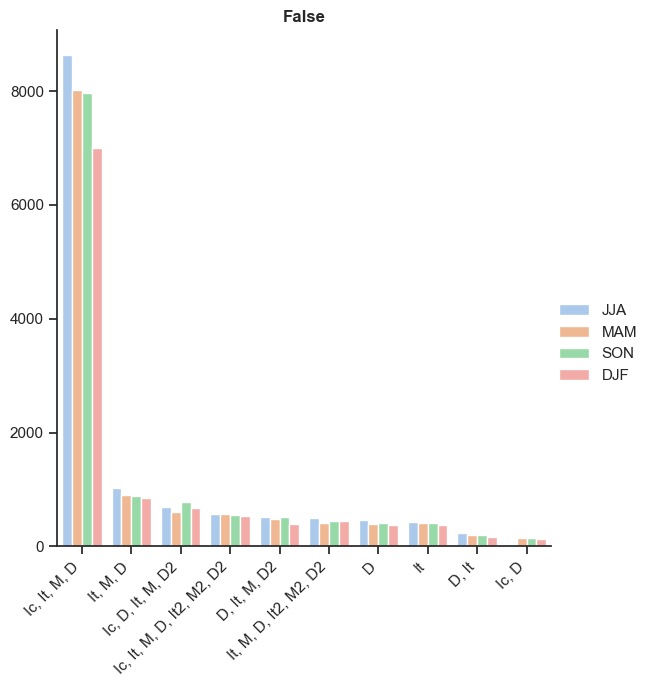 False
8000
6000
4000
2000
0
JJA
MAM
SON
DJF
Ic, It, M, D
It, M, D
Ic, D, It, M, D2
Ic, It, M, D, It2, M2, D2
D, It, M, D2
It, M, D, It2, M2, D2
D
It
D, It
Ic, D